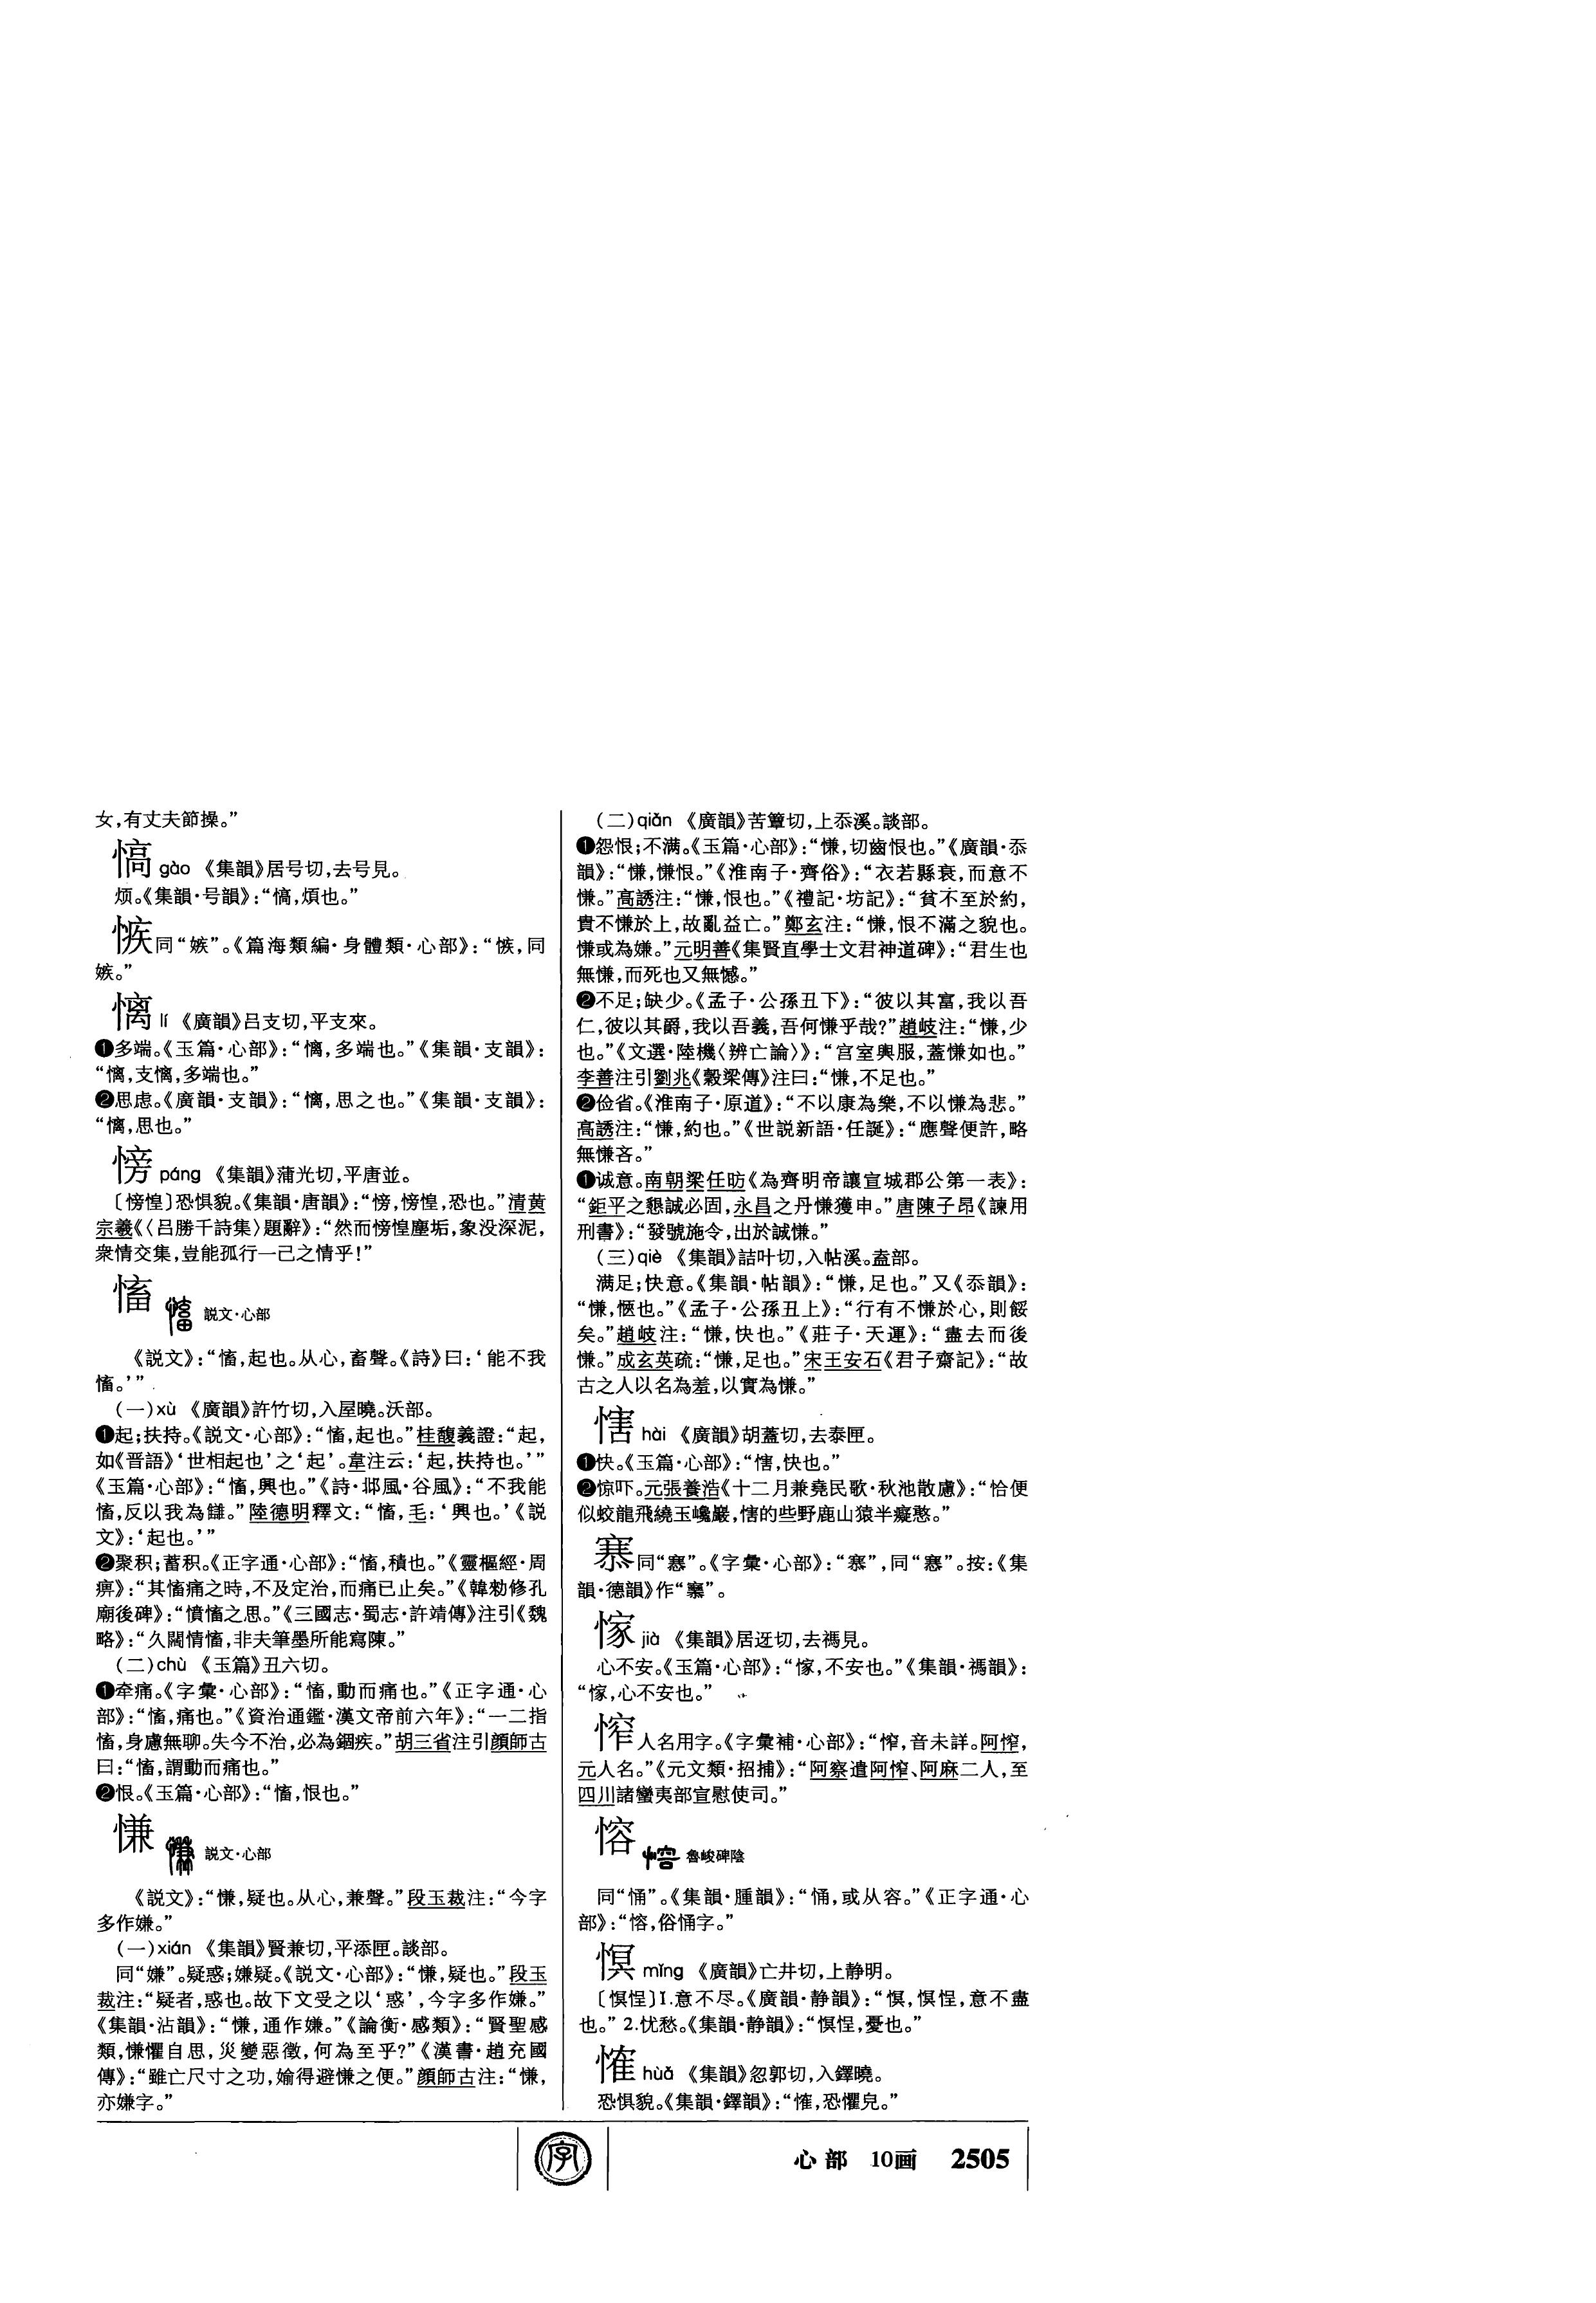 女,有丈夫節操。”
㥬 gào 《集韻》居号切,去号見。
烦。《集韻·号韻》:“㥬,煩也。”
㥵同“嫉”。《篇海類編·身體類·心部》:“㥵,同
嫉。”
㒿 lí 《廣韻》吕支切,平支來。
❶多端。《玉篇·心部》:“,多端也。”《集韻·支韻》:
“,支,多端也。”
❷思虑。《廣韻·支韻》:“,思之也。”《集韻·支韻》:
“,思也。”
㥬 páng 《集韻》蒲光切,平唐並。
〔惶〕恐惧貌。《集韻·唐韻》:“,惶,恐也。”清黄
宗羲《〈吕勝千詩集〉題辭》:“然而惶塵垢,象没深泥,
衆情交集,豈能孤行一己之情乎!”
慉 説文·心部
《説文》:“慉,起也。从心,畜聲。《詩》曰:‘能不我
慉。’”
(一)xù 《廣韻》許竹切,入屋曉。沃部。
❶起;扶持。《説文·心部》:“慉,起也。”桂馥義證:“起,
如《晋語》‘世相起也’之‘起’。韋注云:‘起,扶持也。’”
《玉篇·心部》:“慉,興也。”《詩·邶風·谷風》:“不我能
慉,反以我為讎。”陸德明釋文:“慉,毛:‘興也。’《説
文》:‘起也。’”
❷聚积;蓄积。《正字通·心部》:“慉,積也。”《靈樞經·周
痹》:“其慉痛之時,不及定治,而痛已止矣。”《韓勑修孔
廟後碑》:“憤慉之思。”《三國志·蜀志·許靖傳》注引《魏
略》:“久闊情慉,非夫筆墨所能寫陳。”
(二)chù 《玉篇》丑六切。
❶牵痛。《字彙·心部》:“慉,動而痛也。”《正字通·心
部》:“慉,痛也。”《資治通鑑·漢文帝前六年》:“一二指
慉,身慮無聊。失今不治,必為錮疾。”胡三省注引顔師古
曰:“慉,謂動而痛也。”
❷恨。《玉篇·心部》:“慉,恨也。”
慊 説文·心部
《説文》:“慊,疑也。从心,兼聲。”段玉裁注:“今字
多作嫌。”
(一)xián 《集韻》賢兼切,平添匣。談部。
同“嫌”。疑惑;嫌疑。《説文·心部》:“慊,疑也。”段玉
裁注:“疑者,惑也。故下文受之以‘惑’,今字多作嫌。”
《集韻·沾韻》:“慊,通作嫌。”《論衡·感類》:“賢聖感
類,慊懼自思,災變惡徵,何為至乎?”《漢書·趙充國
傳》:“雖亡尺寸之功,媮得避慊之便。”顔師古注:“慊,
亦嫌字。”
(二)qiǎn 《廣韻》苦簟切,上忝溪。談部。
❶怨恨;不满。《玉篇·心部》:“慊,切齒恨也。”《廣韻·忝
韻》:“慊,慊恨。”《淮南子·齊俗》:“衣若縣衰,而意不
慊。”高誘注:“慊,恨也。”《禮記·坊記》:“貧不至於約,
貴不慊於上,故亂益亡。”鄭玄注:“慊,恨不滿之貌也。
慊或為嫌。”元明善《集賢直學士文君神道碑》:“君生也
無慊,而死也又無憾。”
❷不足;缺少。《孟子·公孫丑下》:“彼以其富,我以吾
仁,彼以其爵,我以吾義,吾何慊乎哉?”趙岐注:“慊,少
也。”《文選·陸機〈辨亡論〉》:“宫室輿服,蓋慊如也。”
李善注引劉兆《穀梁傳》注曰:“慊,不足也。”
❷俭省。《淮南子·原道》:“不以康為樂,不以慊為悲。”
高誘注:“慊,約也。”《世説新語·任誕》:“應聲便許,略
無慊吝。”
❶诚意。南朝梁任昉《為齊明帝讓宣城郡公第一表》:
“鉅平之懇誠必固,永昌之丹慊獲申。”唐陳子昂《諫用
刑書》:“發號施令,出於誠慊。”
(三)qiè 《集韻》詰叶切,入帖溪。盍部。
满足;快意。《集韻·帖韻》:“慊,足也。”又《忝韻》:
“慊,愜也。”《孟子·公孫丑上》:“行有不慊於心,則餒
矣。”趙岐注:“慊,快也。”《莊子·天運》:“盡去而後
慊。”成玄英疏:“慊,足也。”宋王安石《君子齋記》:“故
古之人以名為羞,以實為慊。”
㦀 hài 《廣韻》胡蓋切,去泰匣。
❶快。《玉篇·心部》:“,快也。”
❷惊吓。元張養浩《十二月兼堯民歌·秋池散慮》:“恰便
似蛟龍飛繞玉巉巖,的些野鹿山猿半癡憨。”
同“”。《字彙·心部》:“”,同“”。按:《集
韻·德韻》作“”。
jià 《集韻》居迓切,去禡見。
心不安。《玉篇·心部》:“,不安也。”《集韻·禡韻》:
“,心不安也。”
人名用字。《字彙補·心部》:“,音未詳。阿,
元人名。”《元文類·招捕》:“阿察遣阿、阿麻二人,至
四川諸蠻夷部宣慰使司。”
㥝 魯峻碑陰
同“㦷”。《集韻·腫韻》:“,或从容。”《正字通·心
部》:“,俗字。”
慏 mǐng 《廣韻》亡井切,上静明。
〔慏悜〕1.意不尽。《廣韻·静韻》:“慏,慏悜,意不盡
也。” 2.忧愁。《集韻·静韻》:“慏悜,憂也。”
huǎ 《集韻》忽郭切,入鐸曉。
恐惧貌。《集韻·鐸韻》:“,恐懼皃。”
字
心部 10画 2505